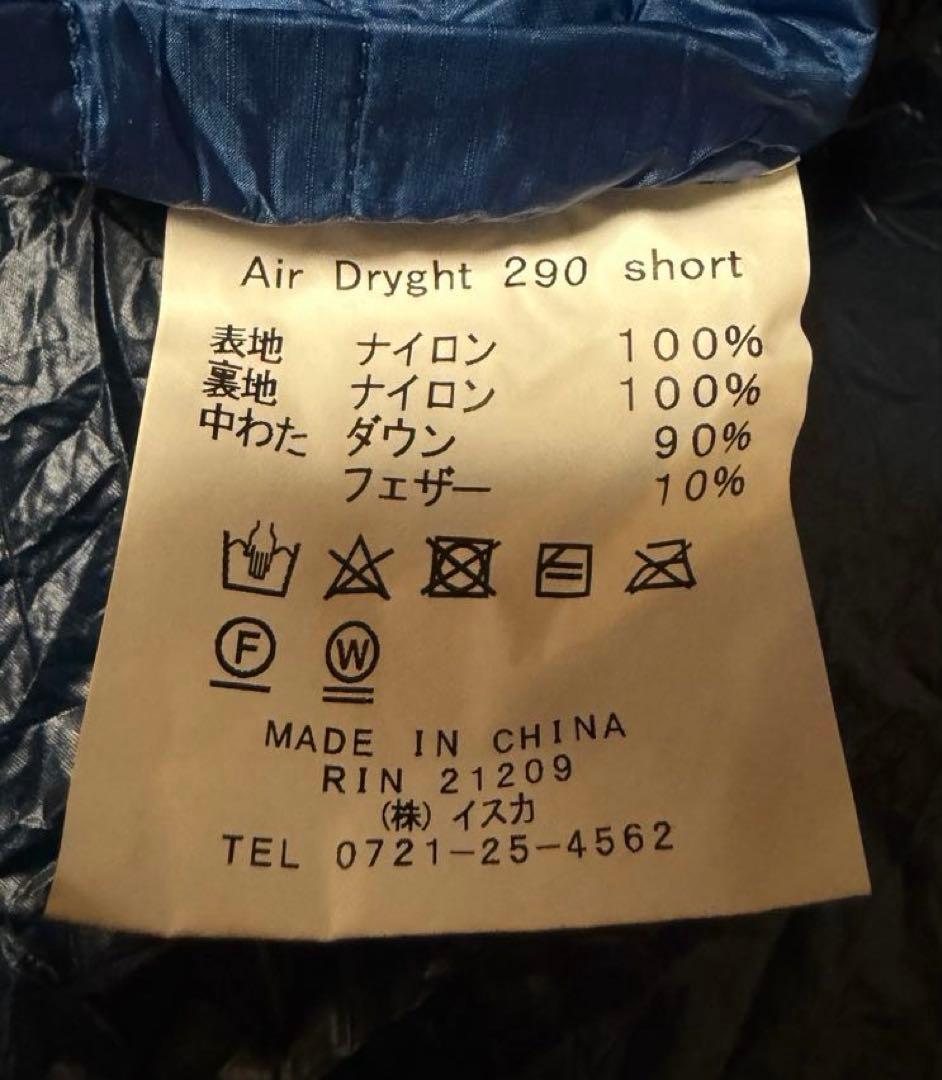 Air Dryght 290 short
表地 ナイロン 100%
裏地 ナイロン 100%
中わた ダウン 90%
フェザー 10%
F W
MADE IN CHINA
RIN 21209
(株) イスカ
TEL 0721-25-4562